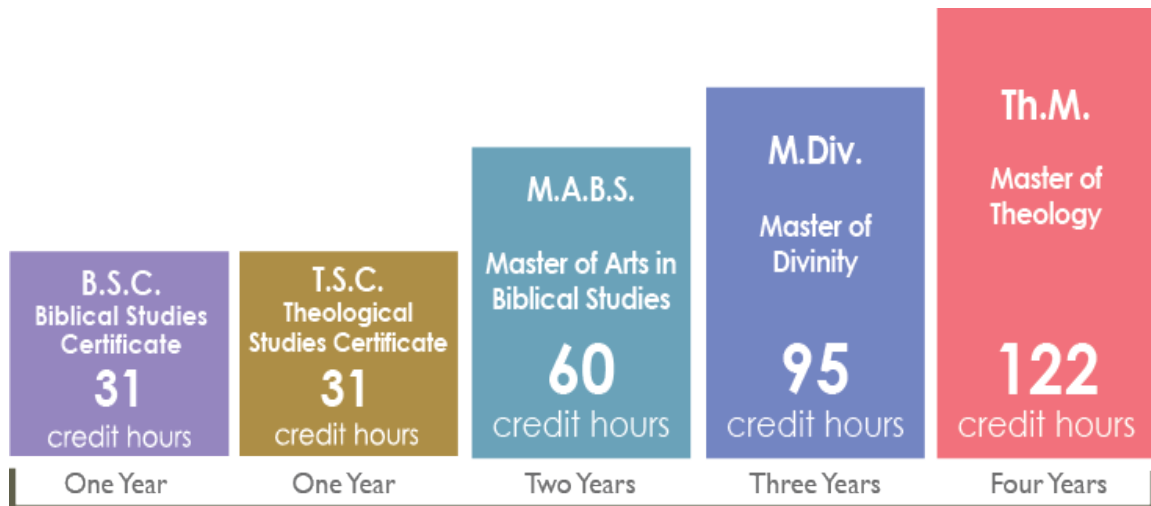 B.S.C.
Biblical Studies
Certificate
31
credit hours
One Year
T.S.C.
Theological
Studies Certificate
31
credit hours
One Year
M.A.B.S.
Master of Arts in
Biblical Studies
60
credit hours
Two Years
M.Div.
Master of
Divinity
95
credit hours
Three Years
Th.M.
Master of
Theology
122
credit hours
Four Years